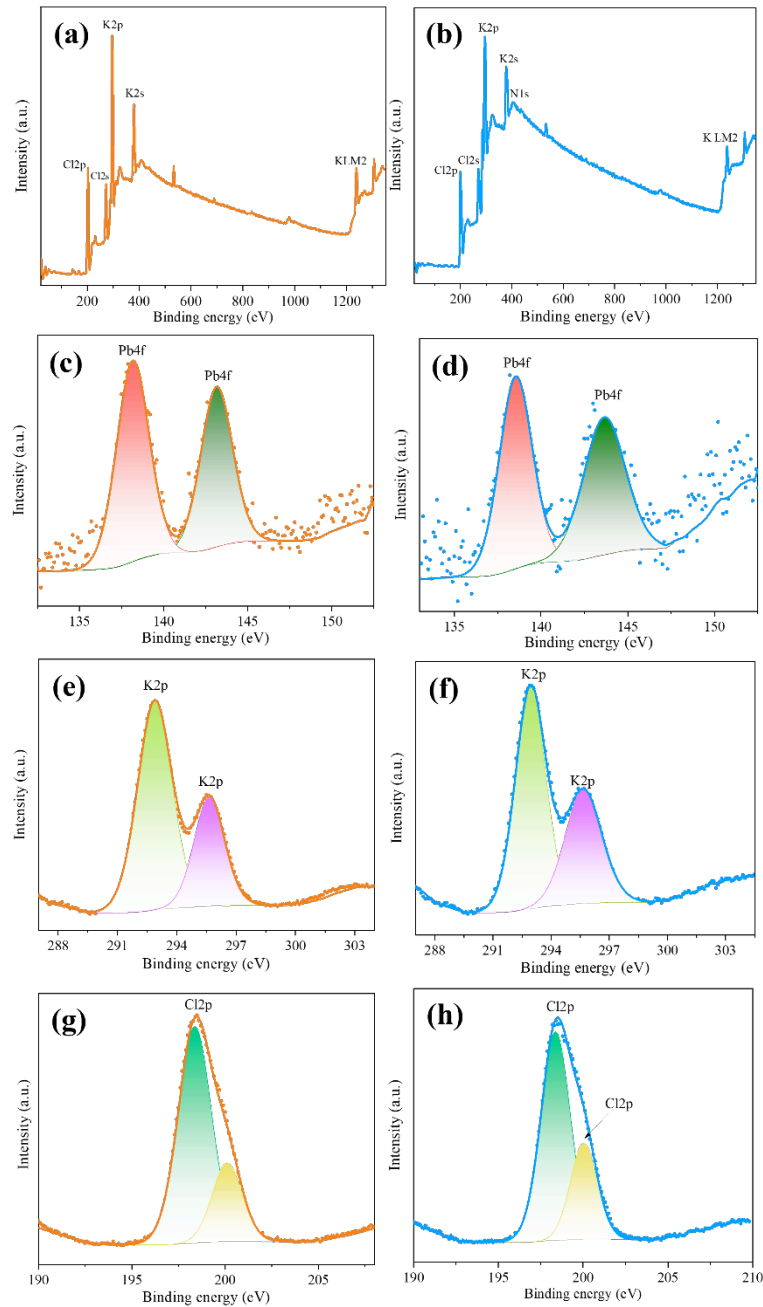 (a)
K2p
K2s
Cl2p
Cl2s
KLM2
Intensity (a.u.)
200 400 600 800 1000 1200
Binding energy (eV)
(b)
K2p
K2s
N1s
Cl2p
Cl2s
K LM2
Intensity (a.u.)
200 400 600 800 1000 1200
Binding energy (eV)
(c)
Pb4f
Pb4f
Intensity (a.u.)
135 140 145 150
Binding energy (eV)
(d)
Pb4f
Pb4f
Intensity (a.u.)
135 140 145 150
Binding energy (eV)
(e)
K2p
K2p
Intensity (a.u.)
288 291 294 297 300 303
Binding energy (eV)
(f)
K2p
K2p
Intensity (a.u.)
288 291 294 297 300 303
Binding energy (eV)
(g)
Cl2p
Intensity (a.u.)
190 195 200 205
Binding energy (eV)
(h)
Cl2p
Cl2p
Intensity (a.u.)
190 195 200 205 210
Binding energy (eV)